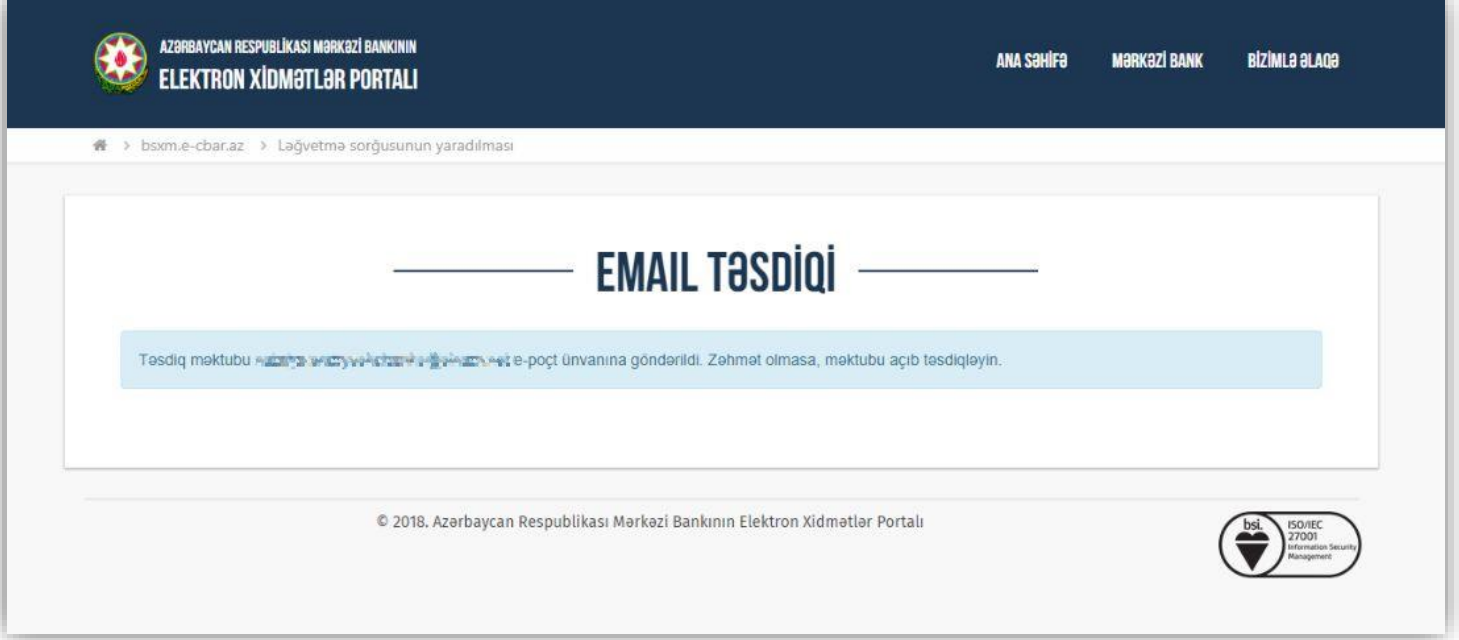 AZƏRBAYCAN RESPUBLİKASI MƏRKƏZİ BANKININ
ELEKTRON XİDMƏTLƏR PORTALI
ANA SƏHİFƏ MƏRKƏZİ BANK BİZİMLƏ ƏLAQƏ
> bsxm.e-cbar.az > Ləğvetmə sorğusunun yaradılması
EMAIL TƏSDİQİ
Təsdiq məktubu e-poçt ünvanına göndərildi. Zəhmət olmasa, məktubu açıb təsdiqləyin.
© 2018. Azərbaycan Respublikası Mərkəzi Bankının Elektron Xidmətlər Portalı
bsi.
ISO/IEC
27001
Information Security
Management